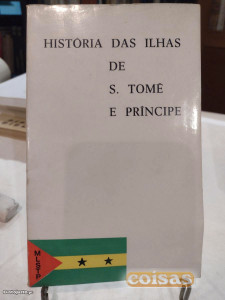 HISTÓRIA DAS ILHAS
DE
S. TOMÉ
E PRÍNCIPE
MLSTP
coisas